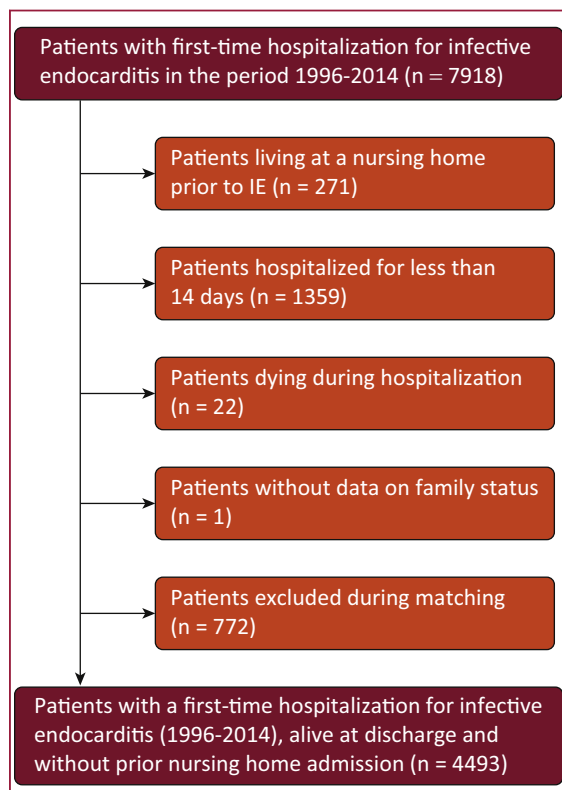 Patients with first-time hospitalization for infective
endocarditis in the period 1996-2014 (n = 7918)
Patients living at a nursing home
prior to IE (n = 271)
Patients hospitalized for less than
14 days (n = 1359)
Patients dying during hospitalization
(n = 22)
Patients without data on family status
(n = 1)
Patients excluded during matching
(n = 772)
Patients with a first-time hospitalization for infective
endocarditis (1996-2014), alive at discharge and
without prior nursing home admission (n = 4493)